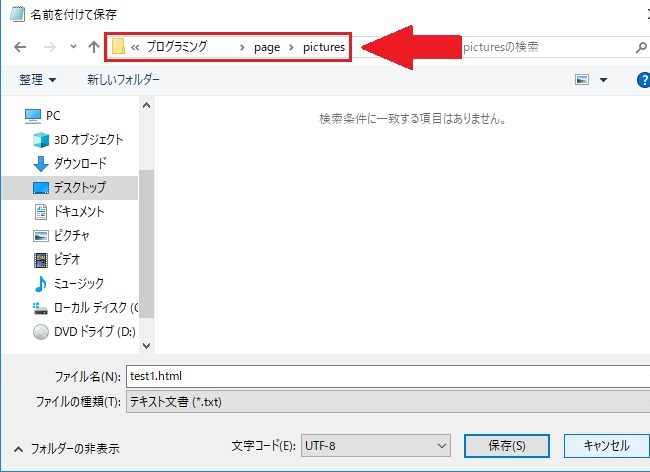 名前を付けて保存
« プログラミング › page › pictures
picturesの検索
整理
新しいフォルダー
?
PC
3D オブジェクト
ダウンロード
デスクトップ
ドキュメント
ピクチャ
ビデオ
ミュージック
ローカル ディスク (C
DVD ドライブ (D:)
検索条件に一致する項目はありません。
ファイル名(N): test1.html
ファイルの種類(T): テキスト文書 (*.txt)
フォルダーの非表示
文字コード(E): UTF-8
保存(S)
キャンセル